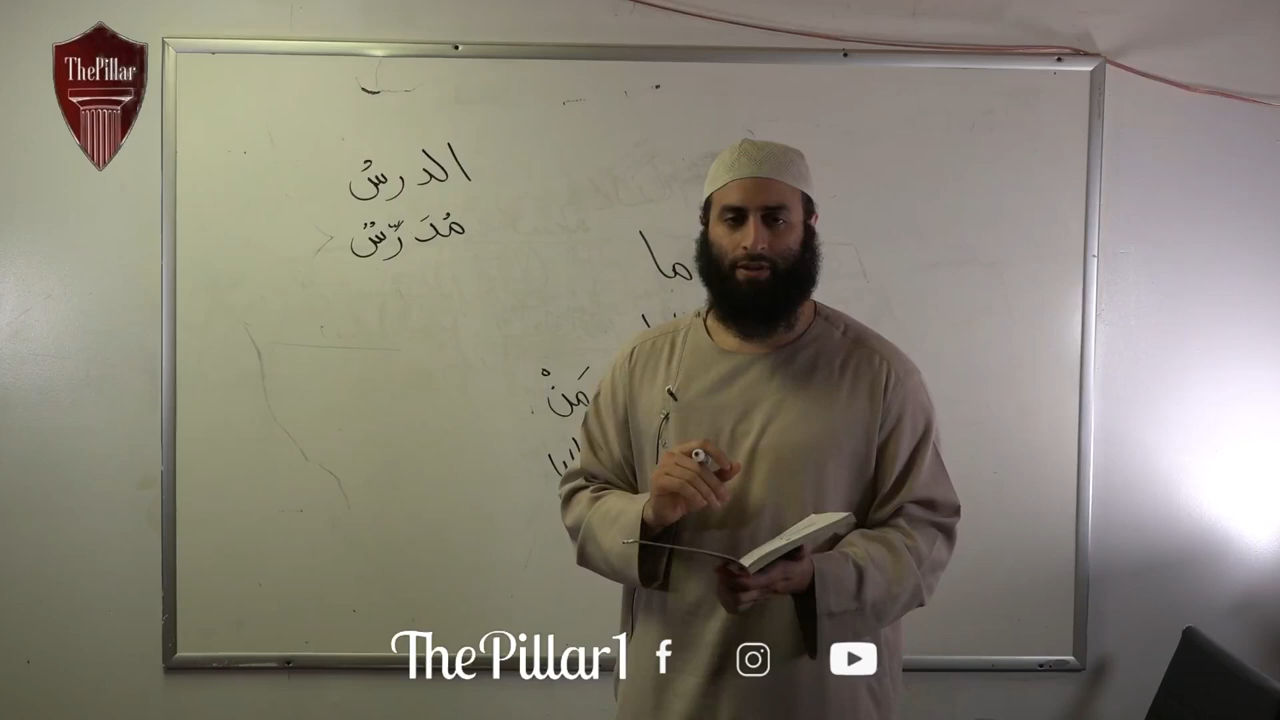 ThePillar
الدرسُ
مُدَرِّسٌ
ما
مَنْ
ThePillar1